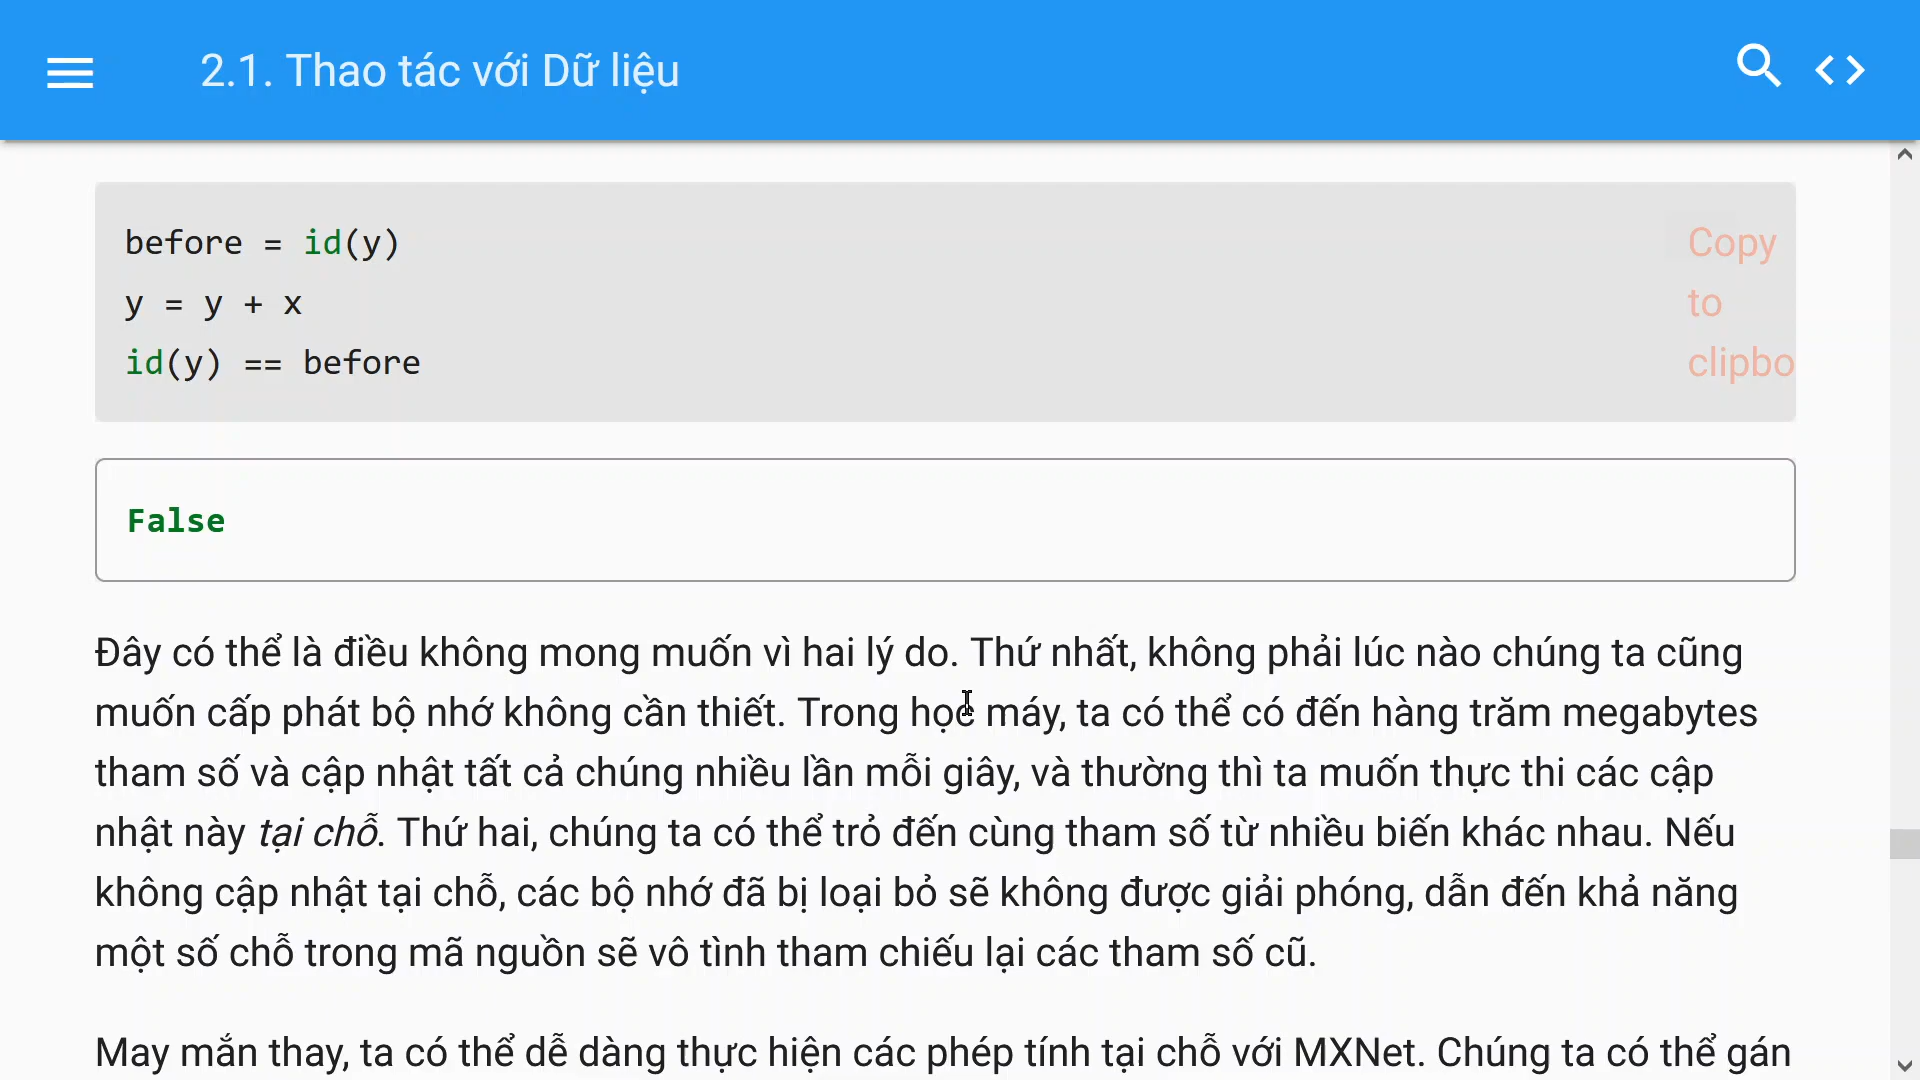 2.1. Thao tác với Dữ liệu
before = id(y)
y = y + x
id(y) == before
Copy
to
clipbo
False
Đây có thể là điều không mong muốn vì hai lý do. Thứ nhất, không phải lúc nào chúng ta cũng
muốn cấp phát bộ nhớ không cần thiết. Trong học máy, ta có thể có đến hàng trăm megabytes
tham số và cập nhật tất cả chúng nhiều lần mỗi giây, và thường thì ta muốn thực thi các cập
nhật này tại chỗ. Thứ hai, chúng ta có thể trỏ đến cùng tham số từ nhiều biến khác nhau. Nếu
không cập nhật tại chỗ, các bộ nhớ đã bị loại bỏ sẽ không được giải phóng, dẫn đến khả năng
một số chỗ trong mã nguồn sẽ vô tình tham chiếu lại các tham số cũ.
May mắn thay, ta có thể dễ dàng thực hiện các phép tính tại chỗ với MXNet. Chúng ta có thể gán